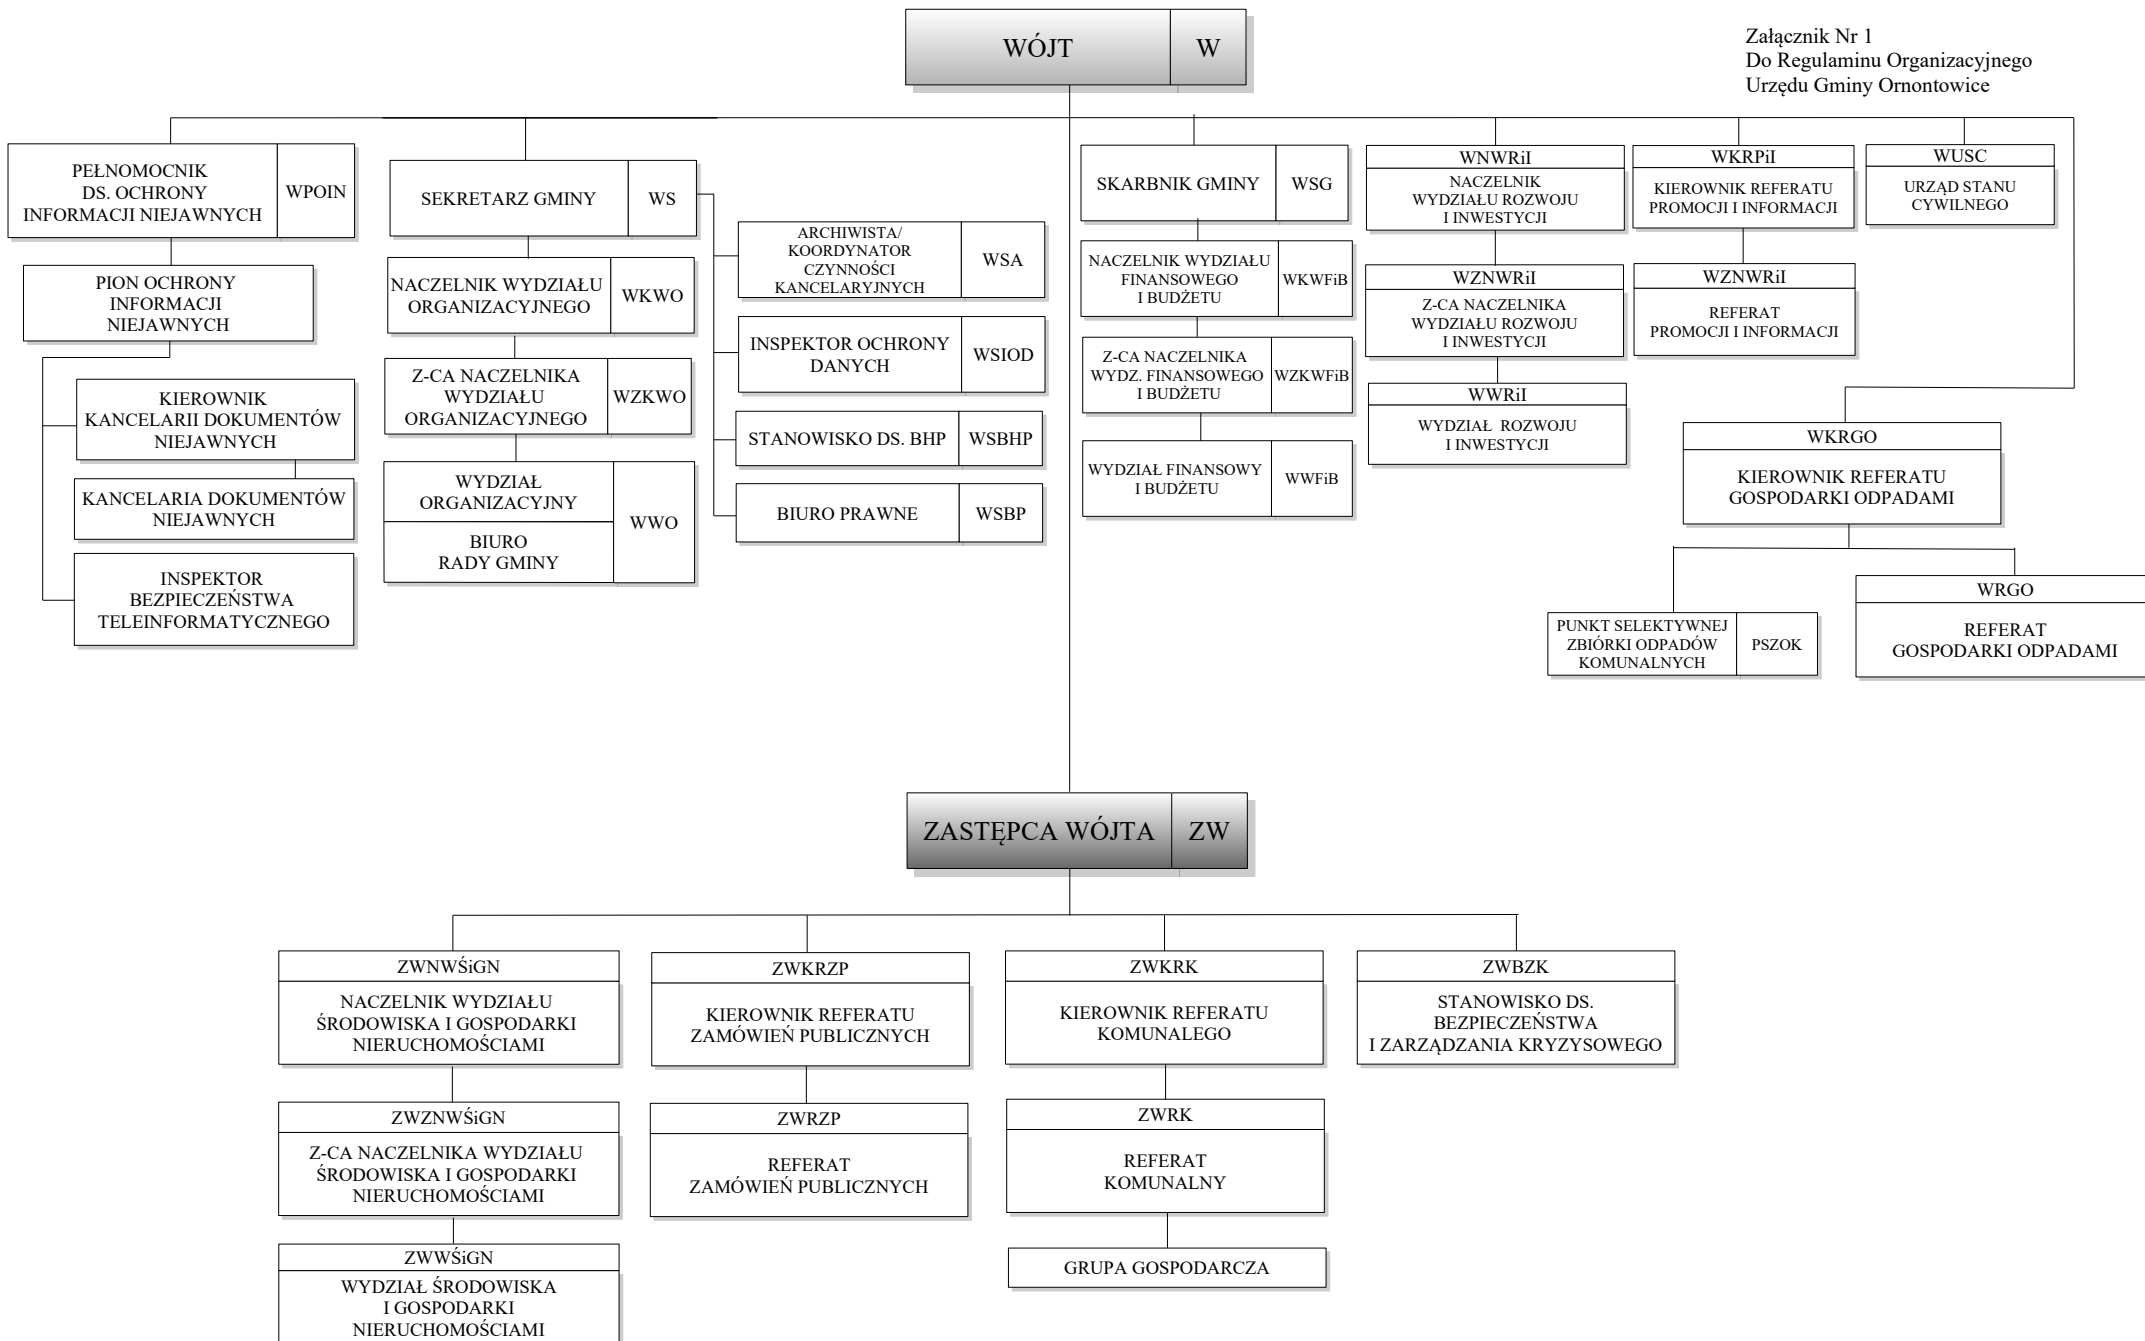 WÓJT
W
Załącznik Nr 1
Do Regulaminu Organizacyjnego
Urzędu Gminy Ornontowice
PEŁNOMOCNIK
DS. OCHRONY
INFORMACJI NIEJAWNYCH
WPOIN
PION OCHRONY
INFORMACJI
NIEJAWNYCH
KIEROWNIK
KANCELARII DOKUMENTÓW
NIEJAWNYCH
KANCELARIA DOKUMENTÓW
NIEJAWNYCH
INSPEKTOR
BEZPIECZEŃSTWA
TELEINFORMATYCZNEGO
SEKRETARZ GMINY
WS
NACZELNIK WYDZIAŁU
ORGANIZACYJNEGO
WKWO
Z-CA NACZELNIKA
WYDZIAŁU
ORGANIZACYJNEGO
WZKWO
WYDZIAŁ
ORGANIZACYJNY
BIURO
RADY GMINY
WWO
ARCHIWISTA/
KOORDYNATOR
CZYNNOŚCI
KANCELARYJNYCH
WSA
INSPEKTOR OCHRONY
DANYCH
WSIOD
STANOWISKO DS. BHP
WSBHP
BIURO PRAWNE
WSBP
SKARBNIK GMINY
WSG
NACZELNIK WYDZIAŁU
FINANSOWEGO
I BUDŻETU
WKWFiB
Z-CA NACZELNIKA
WYDZ. FINANSOWEGO
I BUDŻETU
WZKWFiB
WYDZIAŁ FINANSOWY
I BUDŻETU
WWFiB
WNWRiI
NACZELNIK
WYDZIAŁU ROZWOJU
I INWESTYCJI
WZNWRiI
Z-CA NACZELNIKA
WYDZIAŁU ROZWOJU
I INWESTYCJI
WWRiI
WYDZIAŁ ROZWOJU
I INWESTYCJI
WKRPiI
KIEROWNIK REFERATU
PROMOCJI I INFORMACJI
WZNWRiI
REFERAT
PROMOCJI I INFORMACJI
WUSC
URZĄD STANU
CYWILNEGO
WKRGO
KIEROWNIK REFERATU
GOSPODARKI ODPADAMI
PUNKT SELEKTYWNEJ
ZBIÓRKI ODPADÓW
KOMUNALNYCH
PSZOK
WRGO
REFERAT
GOSPODARKI ODPADAMI
ZASTĘPCA WÓJTA
ZW
ZWNWŚiGN
NACZELNIK WYDZIAŁU
ŚRODOWISKA I GOSPODARKI
NIERUCHOMOŚCIAMI
ZWZNWŚiGN
Z-CA NACZELNIKA WYDZIAŁU
ŚRODOWISKA I GOSPODARKI
NIERUCHOMOŚCIAMI
ZWWŚiGN
WYDZIAŁ ŚRODOWISKA
I GOSPODARKI
NIERUCHOMOŚCIAMI
ZWKRZP
KIEROWNIK REFERATU
ZAMÓWIEŃ PUBLICZNYCH
ZWRZP
REFERAT
ZAMÓWIEŃ PUBLICZNYCH
ZWKRK
KIEROWNIK REFERATU
KOMUNALEGO
ZWRK
REFERAT
KOMUNALNY
GRUPA GOSPODARCZA
ZWBZK
STANOWISKO DS.
BEZPIECZEŃSTWA
I ZARZĄDZANIA KRYZYSOWEGO